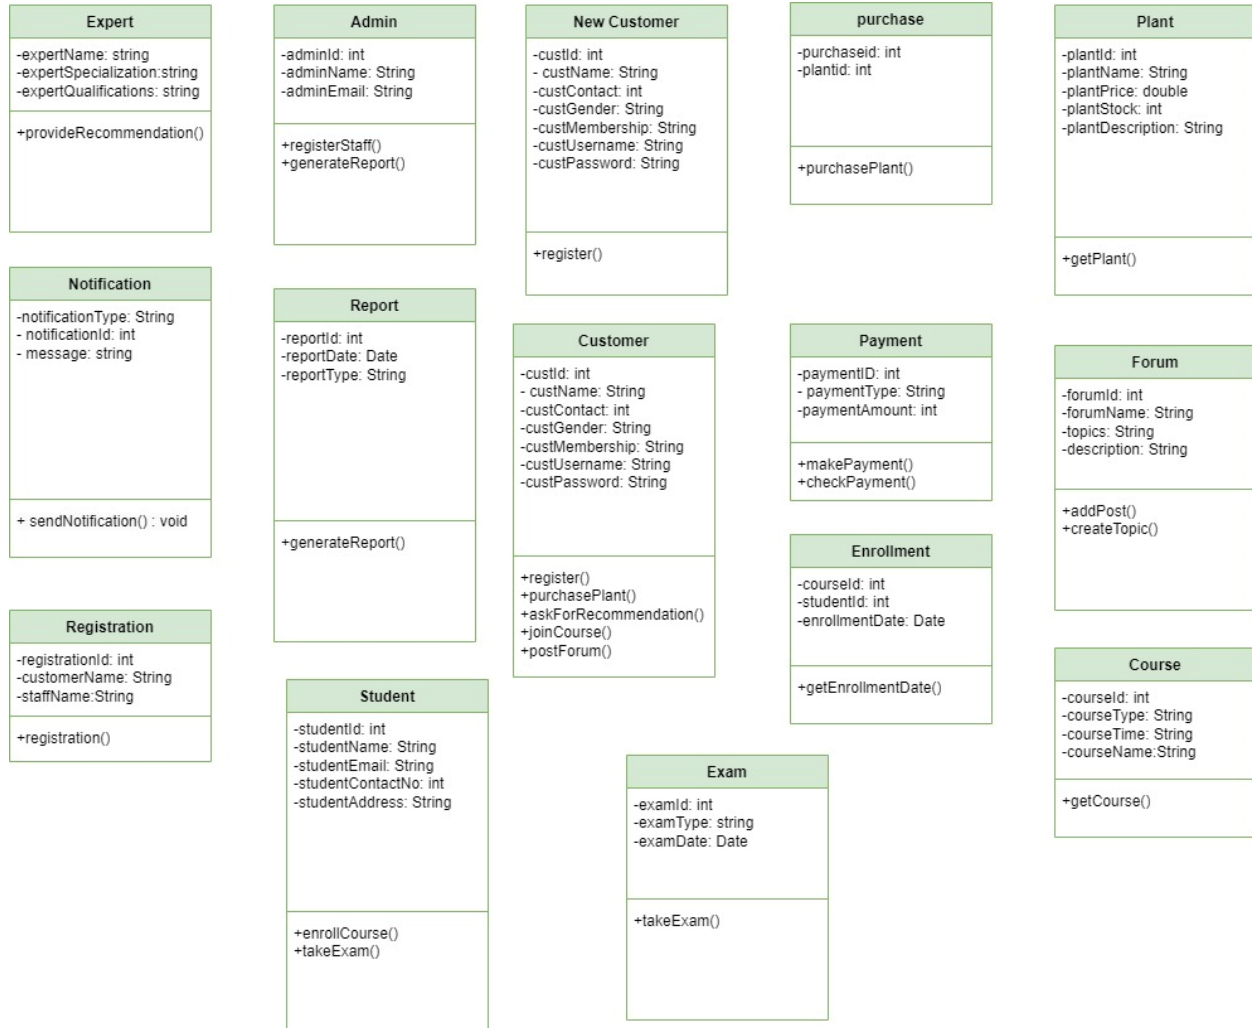 Expert
-expertName: string
-expertSpecialization:string
-expertQualifications: string
+provideRecommendation()
Admin
-adminId: int
-adminName: String
-adminEmail: String
+registerStaff()
+generateReport()
New Customer
-custId: int
- custName: String
-custContact: int
-custGender: String
-custMembership: String
-custUsername: String
-custPassword: String
+register()
purchase
-purchaseid: int
-plantid: int
+purchasePlant()
Plant
-plantId: int
-plantName: String
-plantPrice: double
-plantStock: int
-plantDescription: String
+getPlant()
Notification
-notificationType: String
- notificationId: int
- message: string
+ sendNotification() : void
Report
-reportId: int
-reportDate: Date
-reportType: String
+generateReport()
Customer
-custId: int
- custName: String
-custContact: int
-custGender: String
-custMembership: String
-custUsername: String
-custPassword: String
+register()
+purchasePlant()
+askForRecommendation()
+joinCourse()
+postForum()
Payment
-paymentID: int
- paymentType: String
-paymentAmount: int
+makePayment()
+checkPayment()
Forum
-forumId: int
-forumName: String
-topics: String
-description: String
+addPost()
+createTopic()
Enrollment
-courseId: int
-studentId: int
-enrollmentDate: Date
+getEnrollmentDate()
Registration
-registrationId: int
-customerName: String
-staffName:String
+registration()
Student
-studentId: int
-studentName: String
-studentEmail: String
-studentContactNo: int
-studentAddress: String
+enrollCourse()
+takeExam()
Exam
-examId: int
-examType: string
-examDate: Date
+takeExam()
Course
-courseId: int
-courseType: String
-courseTime: String
-courseName:String
+getCourse()